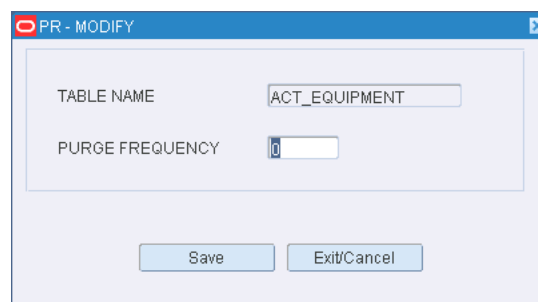 PR - MODIFY
TABLE NAME ACT_EQUIPMENT
PURGE FREQUENCY 0
Save Exit/Cancel